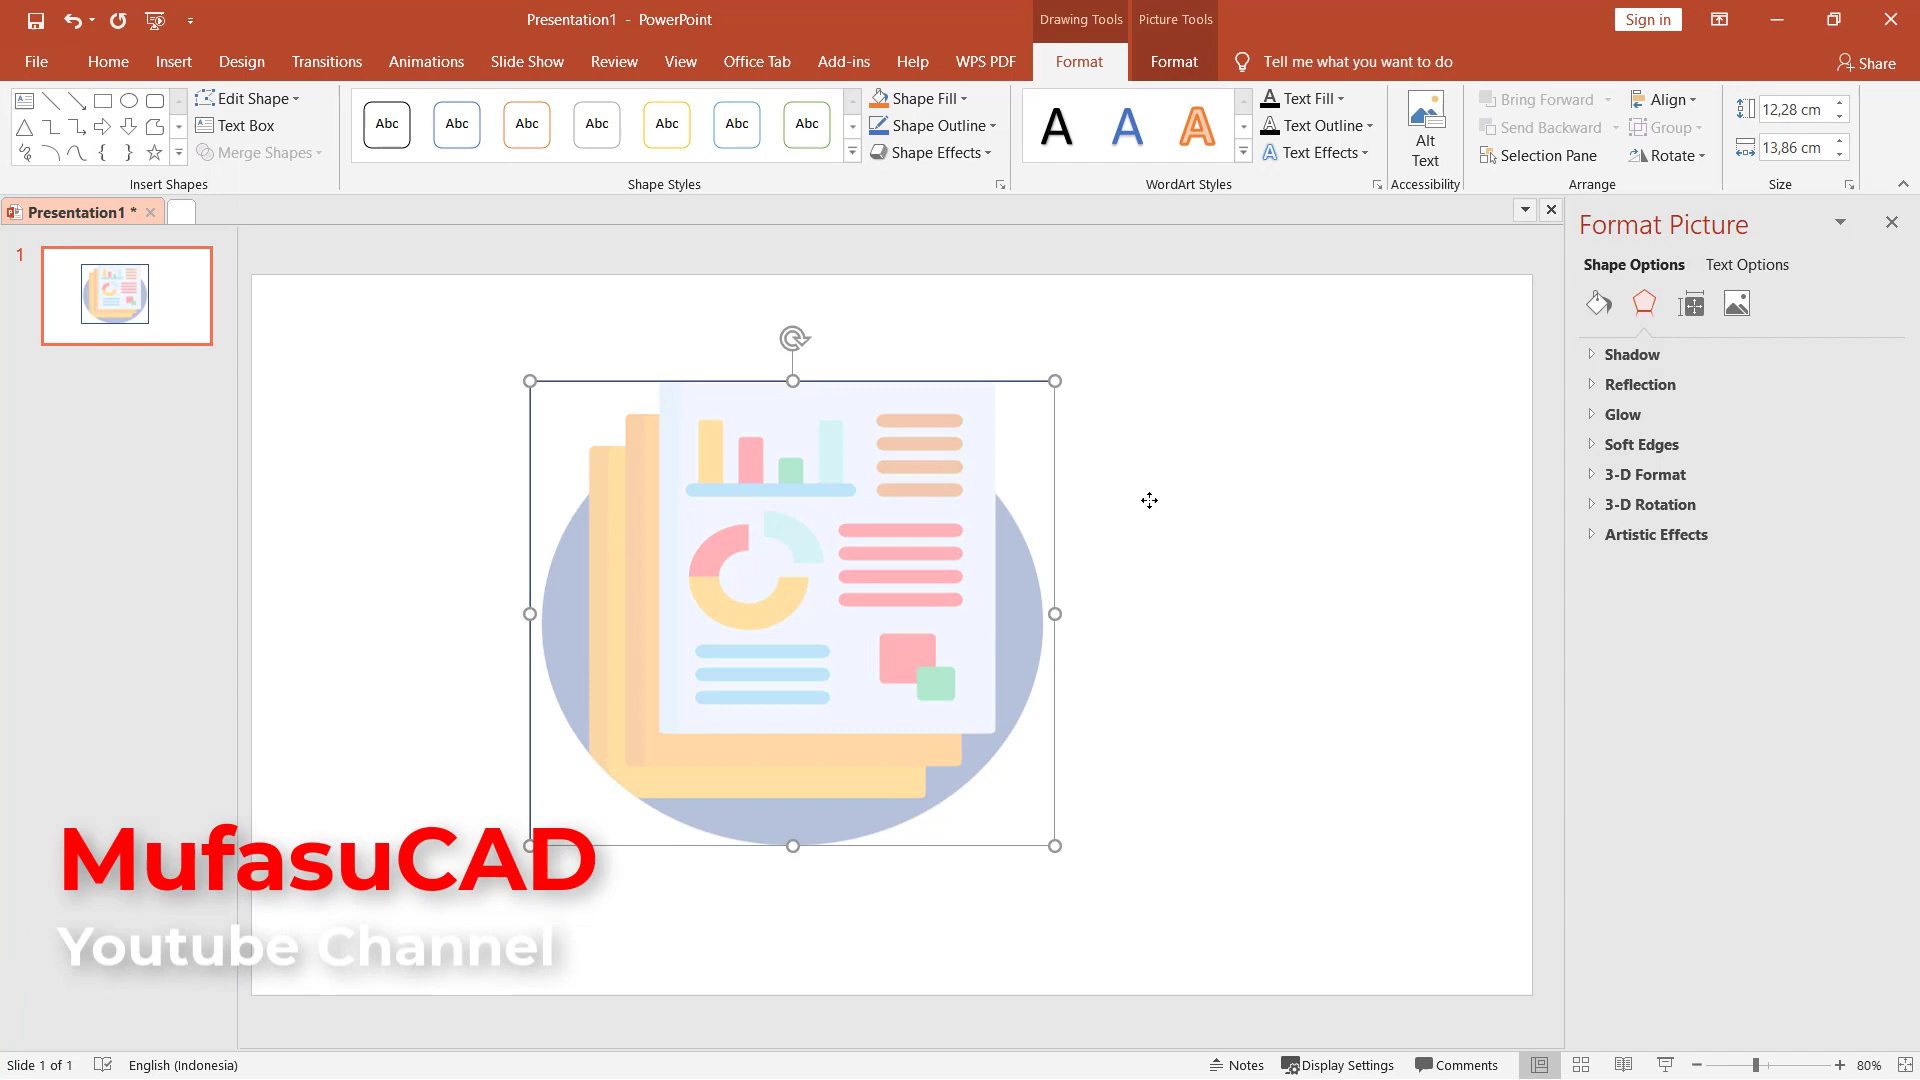 Presentation1 - PowerPoint
Drawing Tools
Picture Tools
Sign in
File
Home
Insert
Design
Transitions
Animations
Slide Show
Review
View
Office Tab
Add-ins
Help
WPS PDF
Format
Format
Tell me what you want to do
Share
Edit Shape
Text Box
Merge Shapes
Insert Shapes
Abc
Abc
Abc
Abc
Abc
Abc
Abc
Shape Fill
Shape Outline
Shape Effects
Shape Styles
A
A
A
Text Fill
Text Outline
Text Effects
WordArt Styles
Alt
Text
Accessibility
Bring Forward
Send Backward
Selection Pane
Align
Group
Rotate
Arrange
12,28 cm
13,86 cm
Size
Presentation1 *
1
Format Picture
Shape Options
Text Options
Shadow
Reflection
Glow
Soft Edges
3-D Format
3-D Rotation
Artistic Effects
MufasuCAD
Youtube Channel
Slide 1 of 1
English (Indonesia)
Notes
Display Settings
Comments
80%